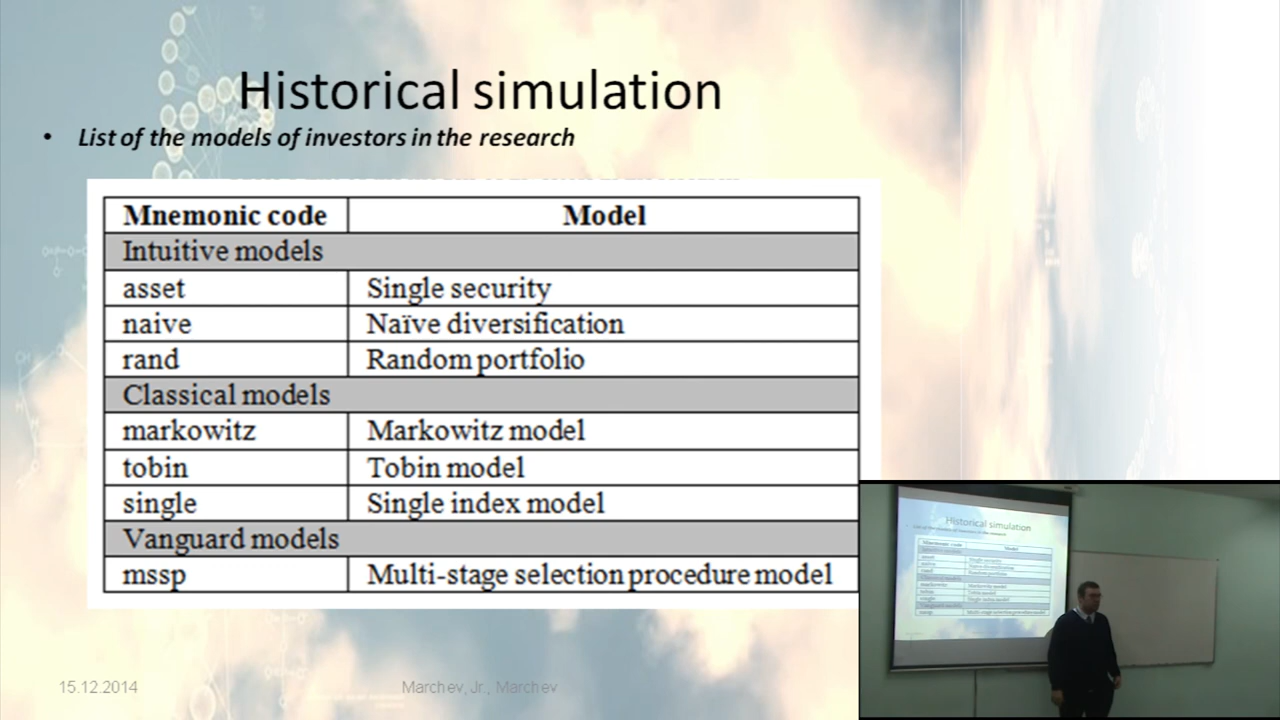 Historical simulation
• List of the models of investors in the research
Mnemonic code Model
Intuitive models
asset Single security
naive Naïve diversification
rand Random portfolio
Classical models
markowitz Markowitz model
tobin Tobin model
single Single index model
Vanguard models
mssp Multi-stage selection procedure model
15.12.2014 Marchev, Jr., Marchev
Historical simulation